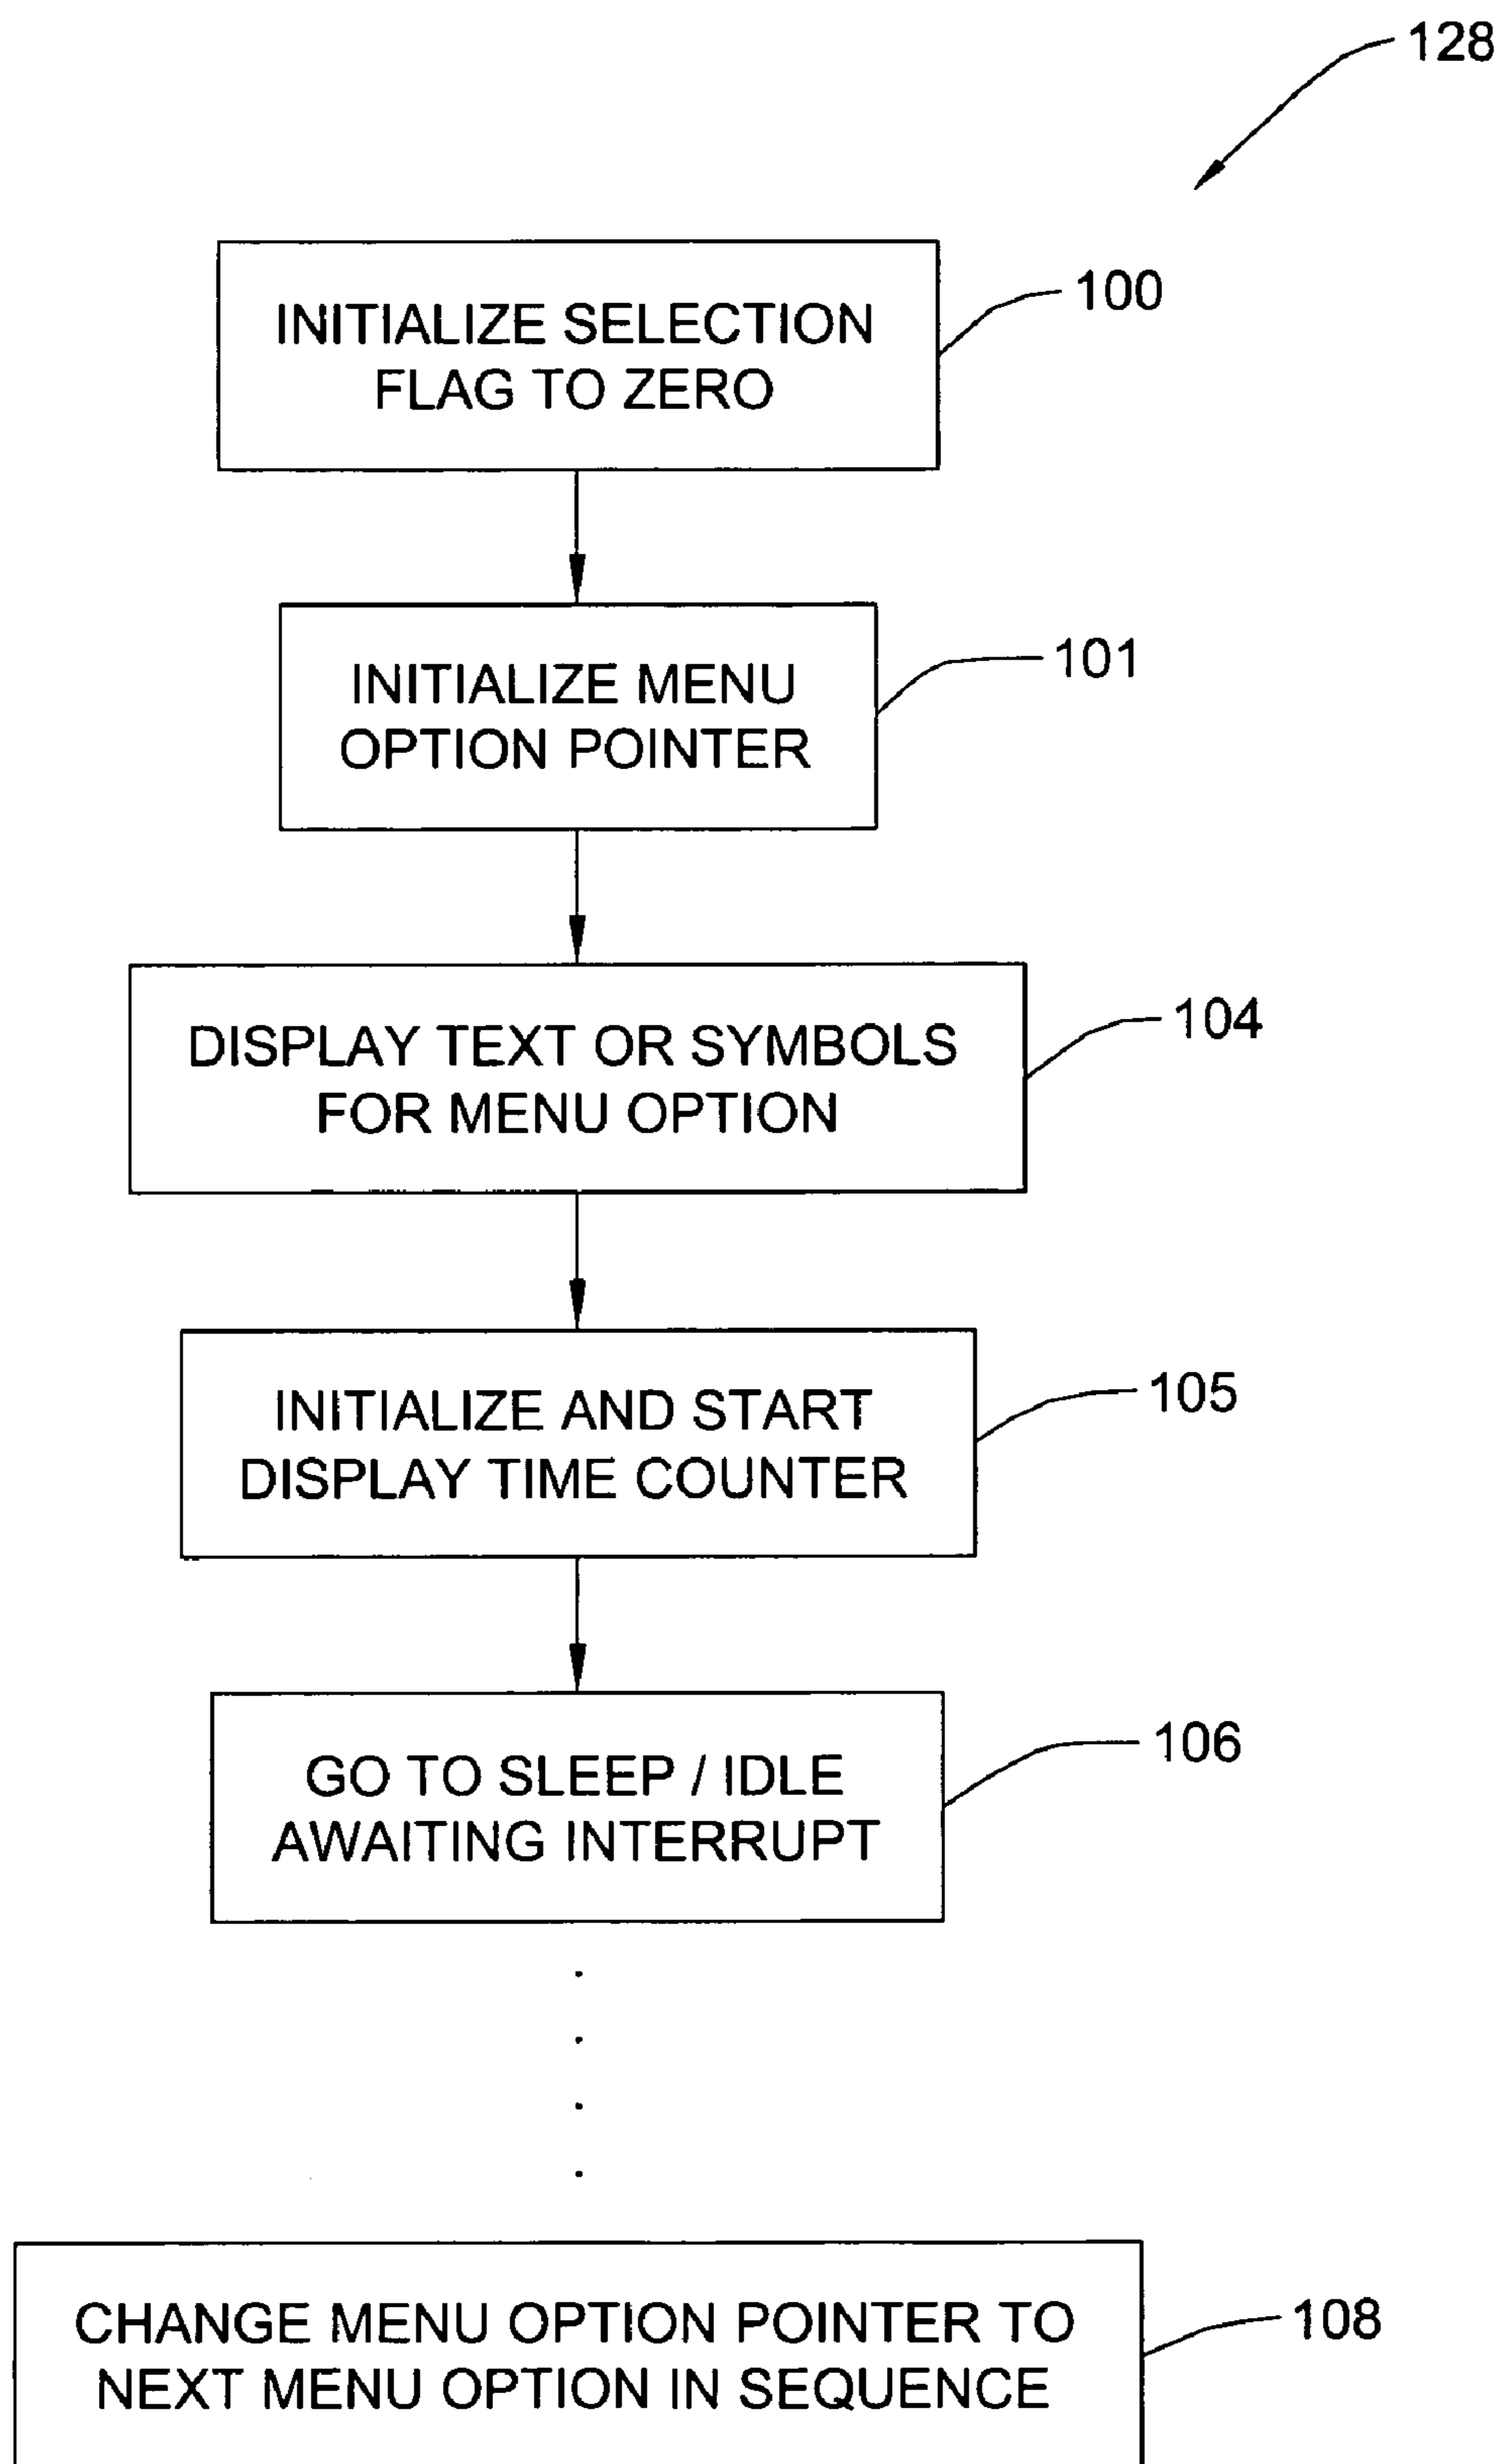 128
INITIALIZE SELECTION
FLAG TO ZERO
100
INITIALIZE MENU
OPTION POINTER
101
DISPLAY TEXT OR SYMBOLS
FOR MENU OPTION
104
INITIALIZE AND START
DISPLAY TIME COUNTER
105
GO TO SLEEP / IDLE
AWAITING INTERRUPT
106
CHANGE MENU OPTION POINTER TO
NEXT MENU OPTION IN SEQUENCE
108